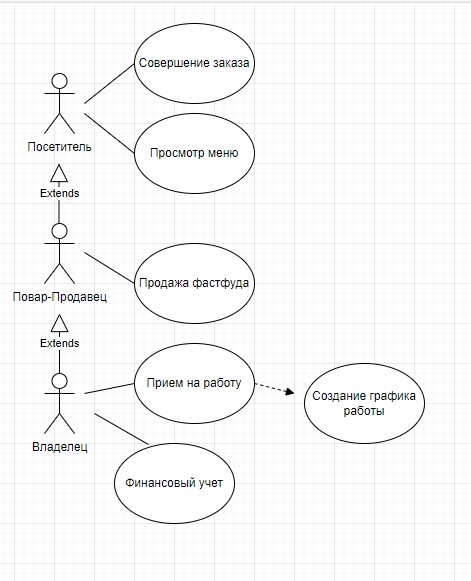 Совершение заказа
Посетитель
Просмотр меню
Extends
Повар-Продавец
Продажа фастфуда
Extends
Прием на работу
Создание графика
работы
Владелец
Финансовый учет